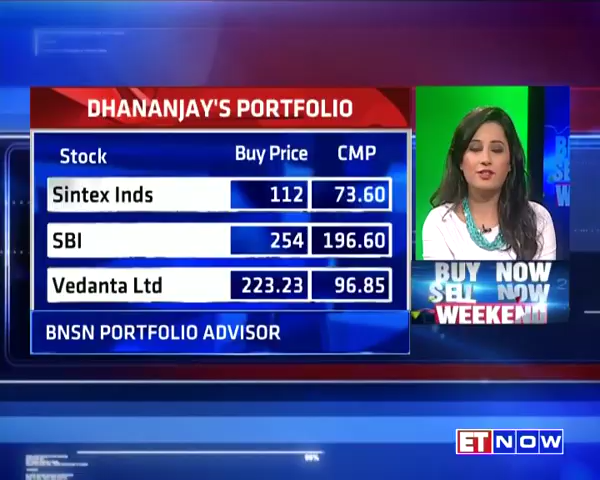 DHANANJAY'S PORTFOLIO
Stock Buy Price CMP
Sintex Inds 112 73.60
SBI 254 196.60
Vedanta Ltd 223.23 96.85
BNSN PORTFOLIO ADVISOR
BUY NOW
SELL NOW
WEEKEND
ET NOW